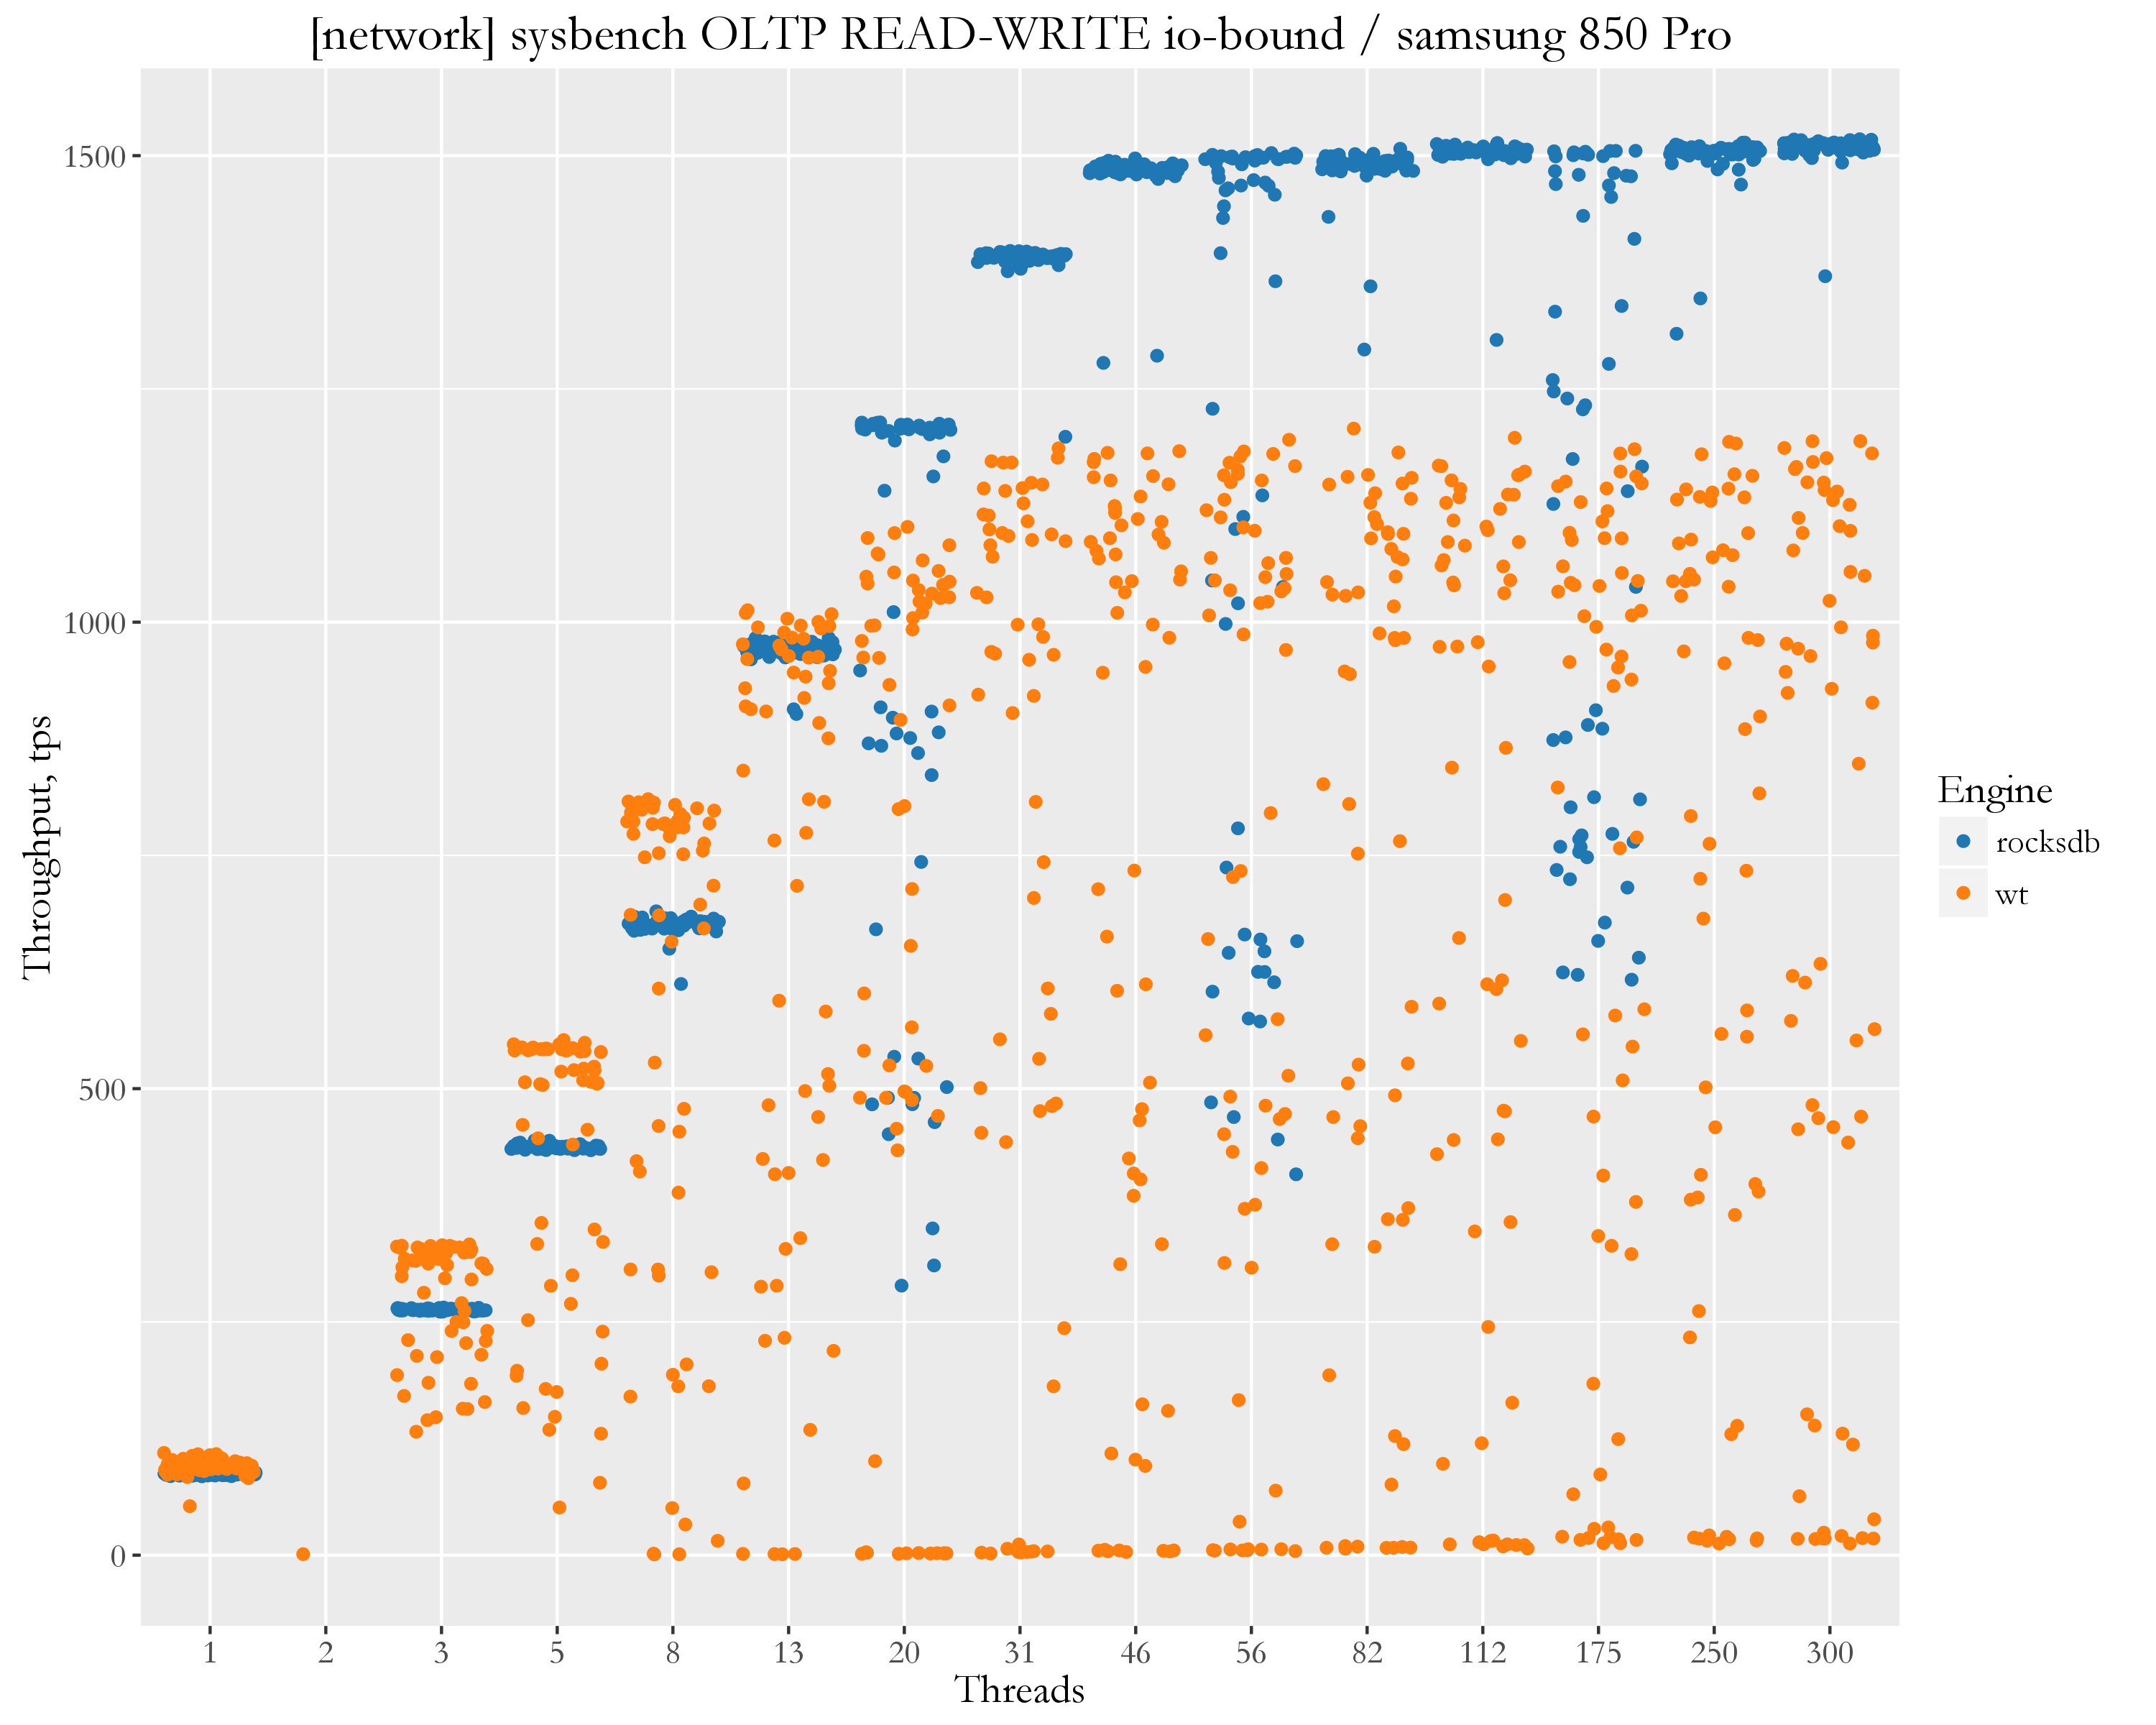 [network] sysbench OLTP READ-WRITE io-bound / samsung 850 Pro
Throughput, tps
1500
1000
500
0
1 2 3 5 8 13 20 31 46 56 82 112 175 250 300
Threads
Engine
rocksdb
wt